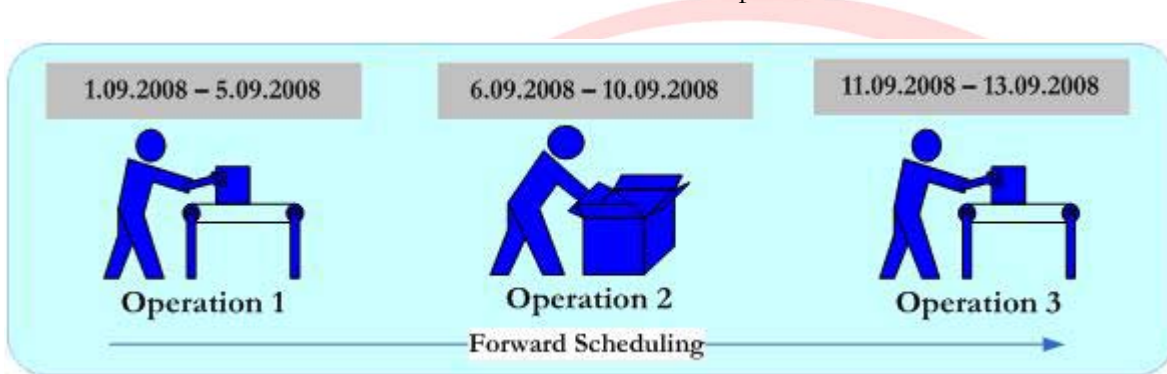 1.09.2008 – 5.09.2008
6.09.2008 – 10.09.2008
11.09.2008 – 13.09.2008
Operation 1
Operation 2
Operation 3
Forward Scheduling